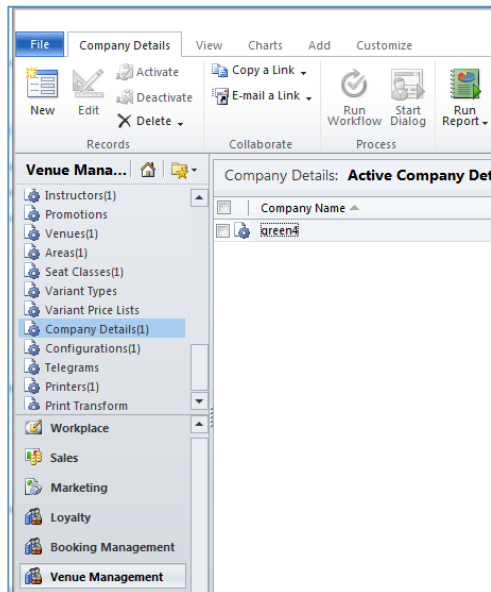 File Company Details View Charts Add Customize
New
Edit
Activate
Deactivate
Delete
Records
Copy a Link
E-mail a Link
Collaborate
Run Workflow
Start Dialog
Process
Run Report
Venue Mana...
Instructors(1)
Promotions
Venues(1)
Areas(1)
Seat Classes(1)
Variant Types
Variant Price Lists
Company Details(1)
Configurations(1)
Telegrams
Printers(1)
Print Transform
Workplace
Sales
Marketing
Loyalty
Booking Management
Venue Management
Company Details: Active Company Det
Company Name
green4